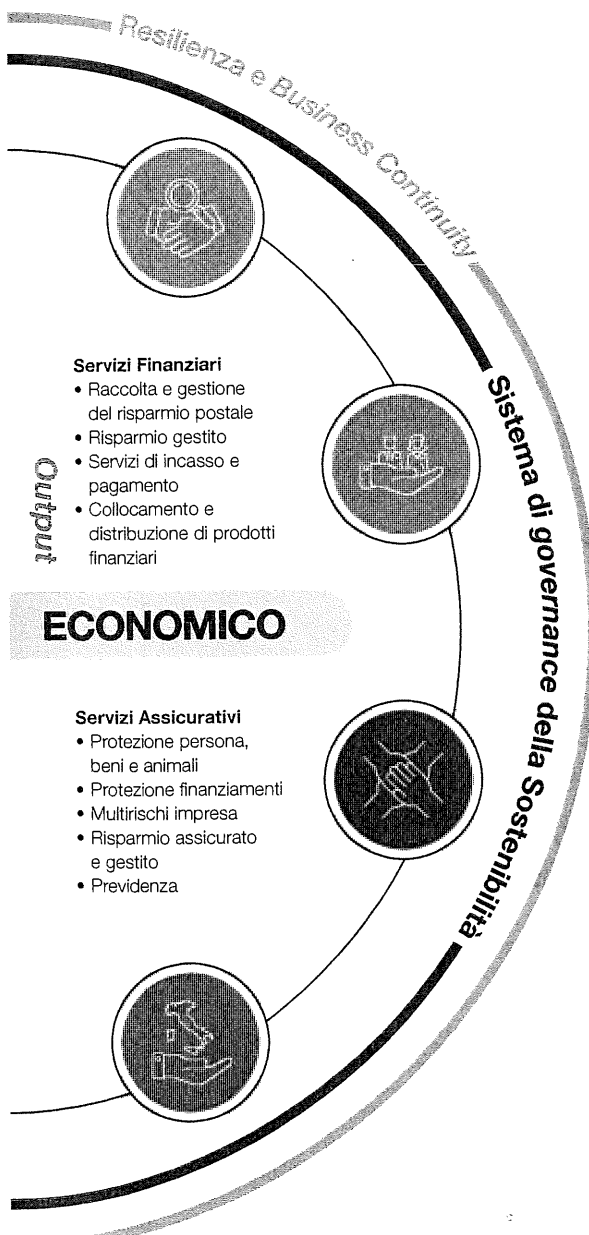 Resilienza e Business Continuity
Servizi Finanziari
• Raccolta e gestione
del risparmio postale
• Risparmio gestito
• Servizi di incasso e
pagamento
• Collocamento e
distribuzione di prodotti
finanziari
Output
ECONOMICO
Servizi Assicurativi
• Protezione persona,
beni e animali
• Protezione finanziamenti
• Multirischi impresa
• Risparmio assicurato
e gestito
• Previdenza
Sistema di governance della Sostenibilità